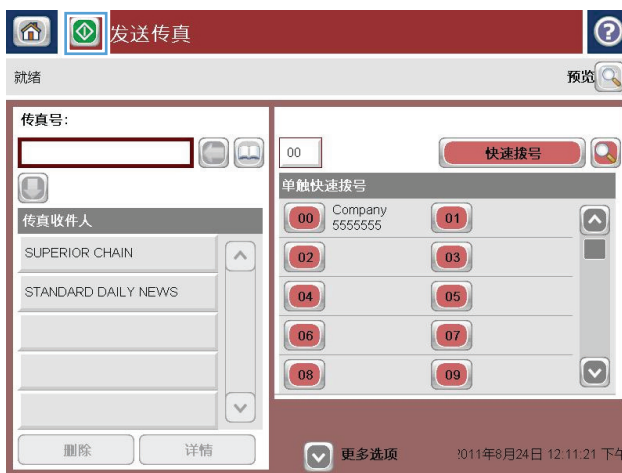 发送传真
就绪
预览
传真号:
00
快速拨号
单触快速拨号
传真收件人
SUPERIOR CHAIN
STANDARD DAILY NEWS
00 Company 5555555 01
02 03
04 05
06 07
08 09
删除 详情
更多选项
2011年8月24日 12:11:21 下午